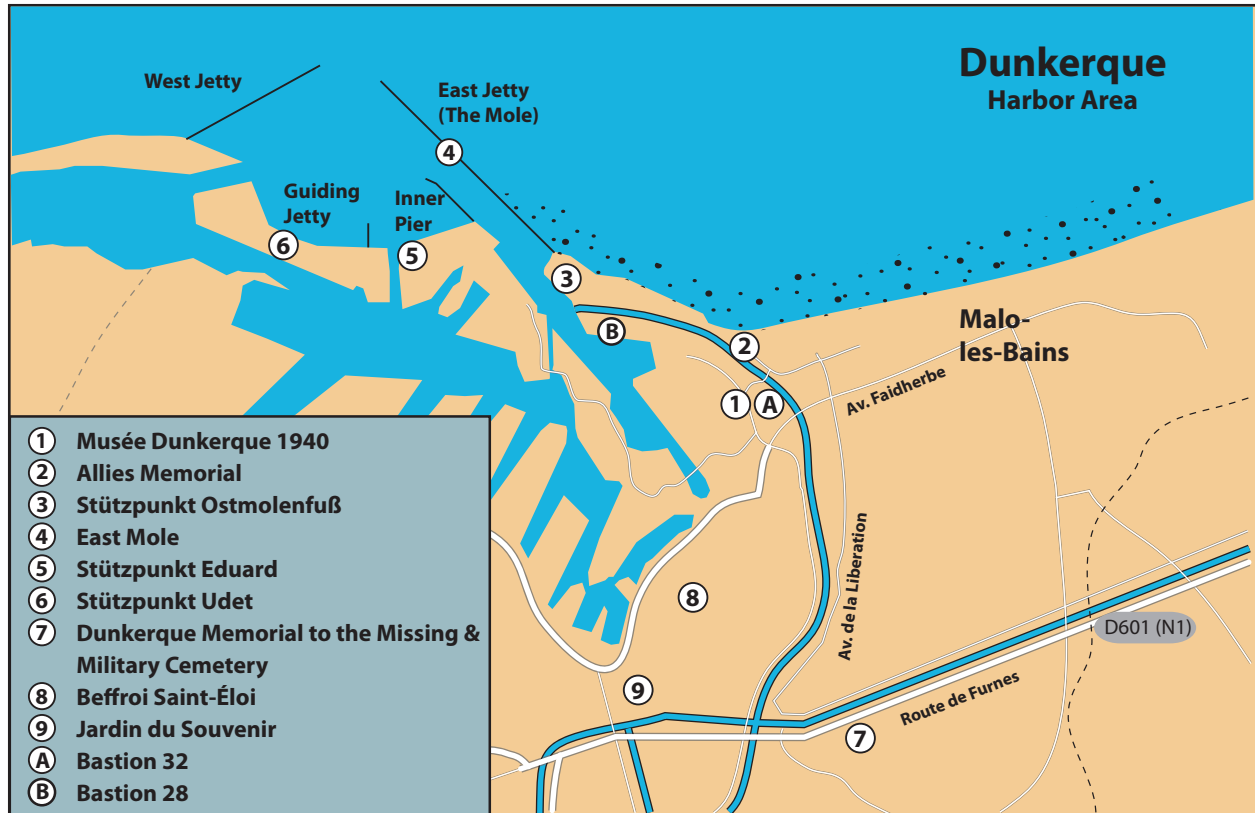 Dunkerque
Harbor Area
West Jetty
East Jetty
(The Mole)
4
Guiding
Jetty
Inner
Pier
6
5
3
B
2
Malo-
les-Bains
1
A
Av. Faidherbe
Av. de la Liberation
8
9
D601 (N1)
Route de Furnes
7
1 Musée Dunkerque 1940
2 Allies Memorial
3 Stützpunkt Ostmolenfuß
4 East Mole
5 Stützpunkt Eduard
6 Stützpunkt Udet
7 Dunkerque Memorial to the Missing &
Military Cemetery
8 Beffroi Saint-Éloi
9 Jardin du Souvenir
A Bastion 32
B Bastion 28